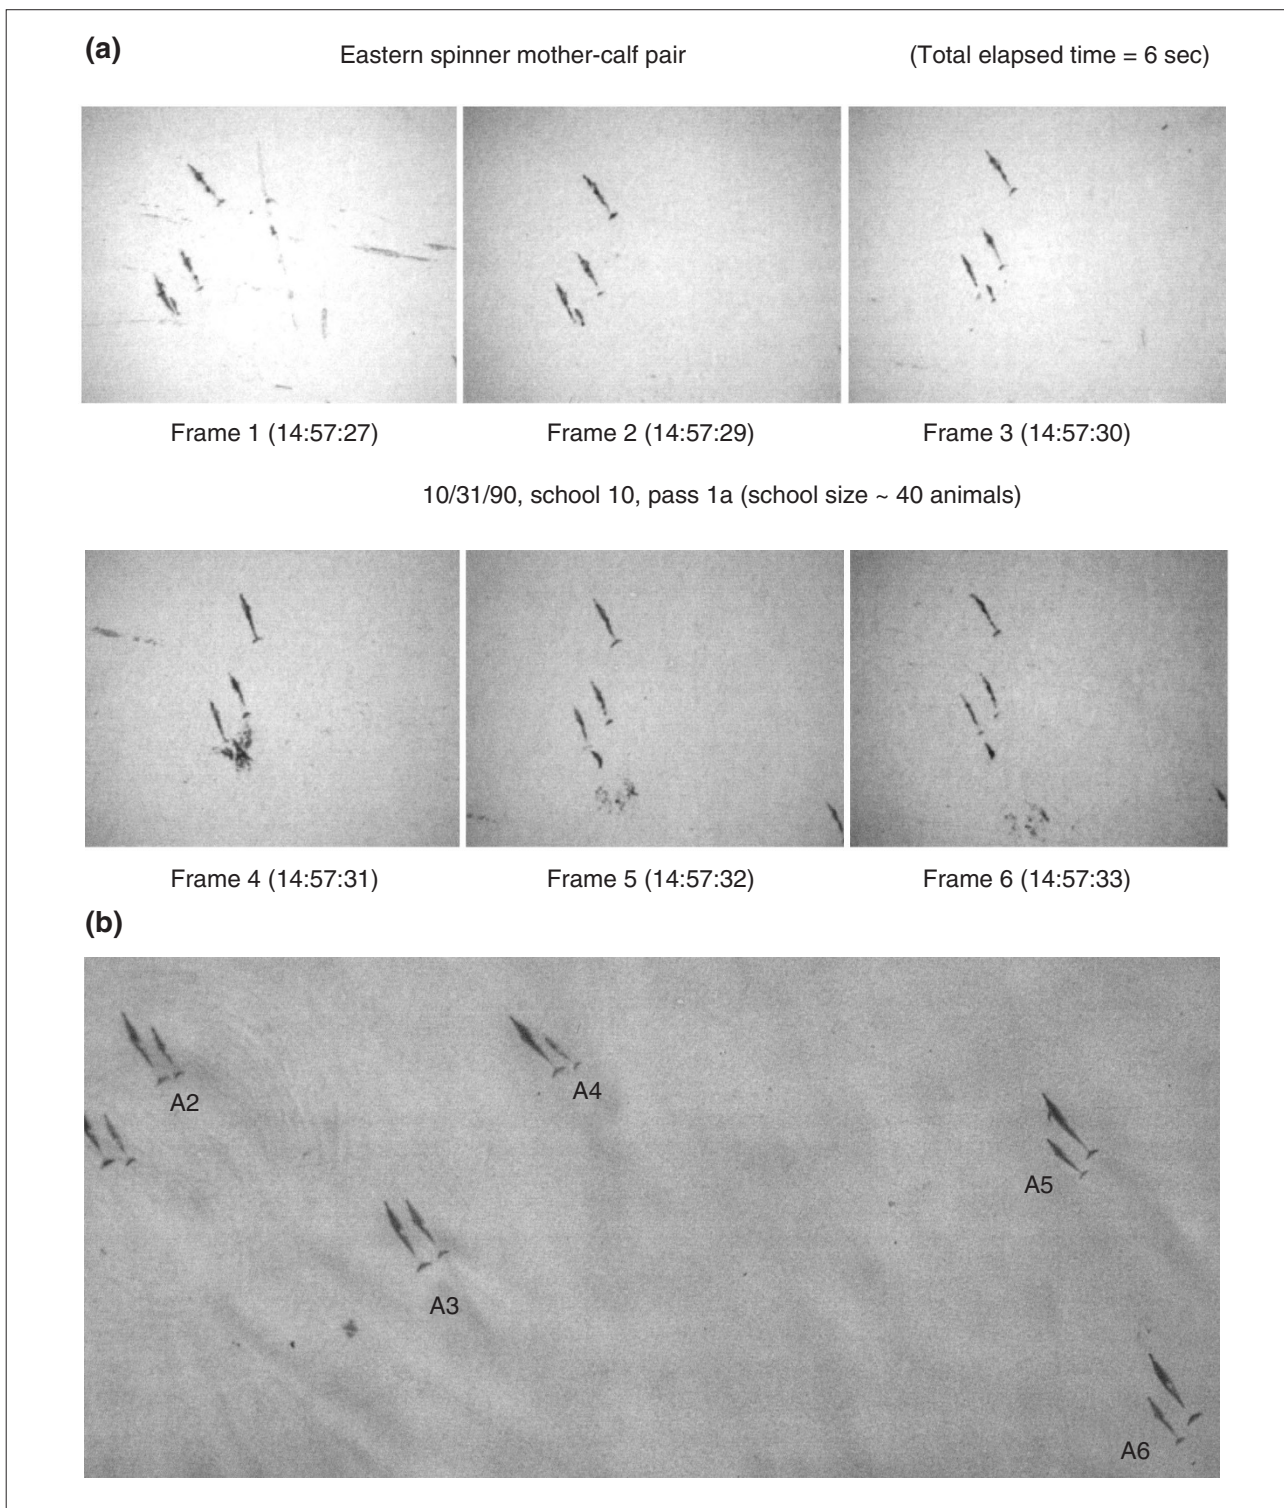 (a) Eastern spinner mother-calf pair (Total elapsed time = 6 sec)
Frame 1 (14:57:27) Frame 2 (14:57:29) Frame 3 (14:57:30)
10/31/90, school 10, pass 1a (school size ~ 40 animals)
Frame 4 (14:57:31) Frame 5 (14:57:32) Frame 6 (14:57:33)
(b)
A2
A4
A5
A3
A6